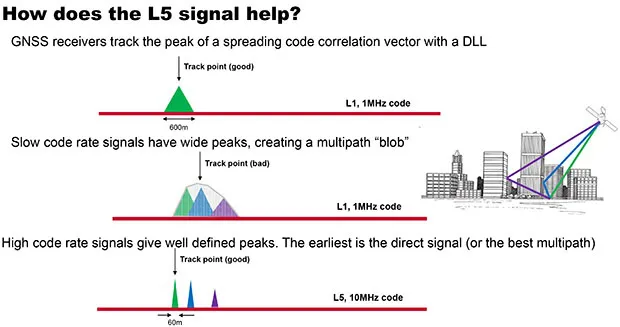 How does the L5 signal help?
GNSS receivers track the peak of a spreading code correlation vector with a DLL
Track point (good)
L1, 1MHz code
600m
Slow code rate signals have wide peaks, creating a multipath “blob”
Track point (bad)
L1, 1MHz code
High code rate signals give well defined peaks. The earliest is the direct signal (or the best multipath)
Track point (good)
L5, 10MHz code
60m